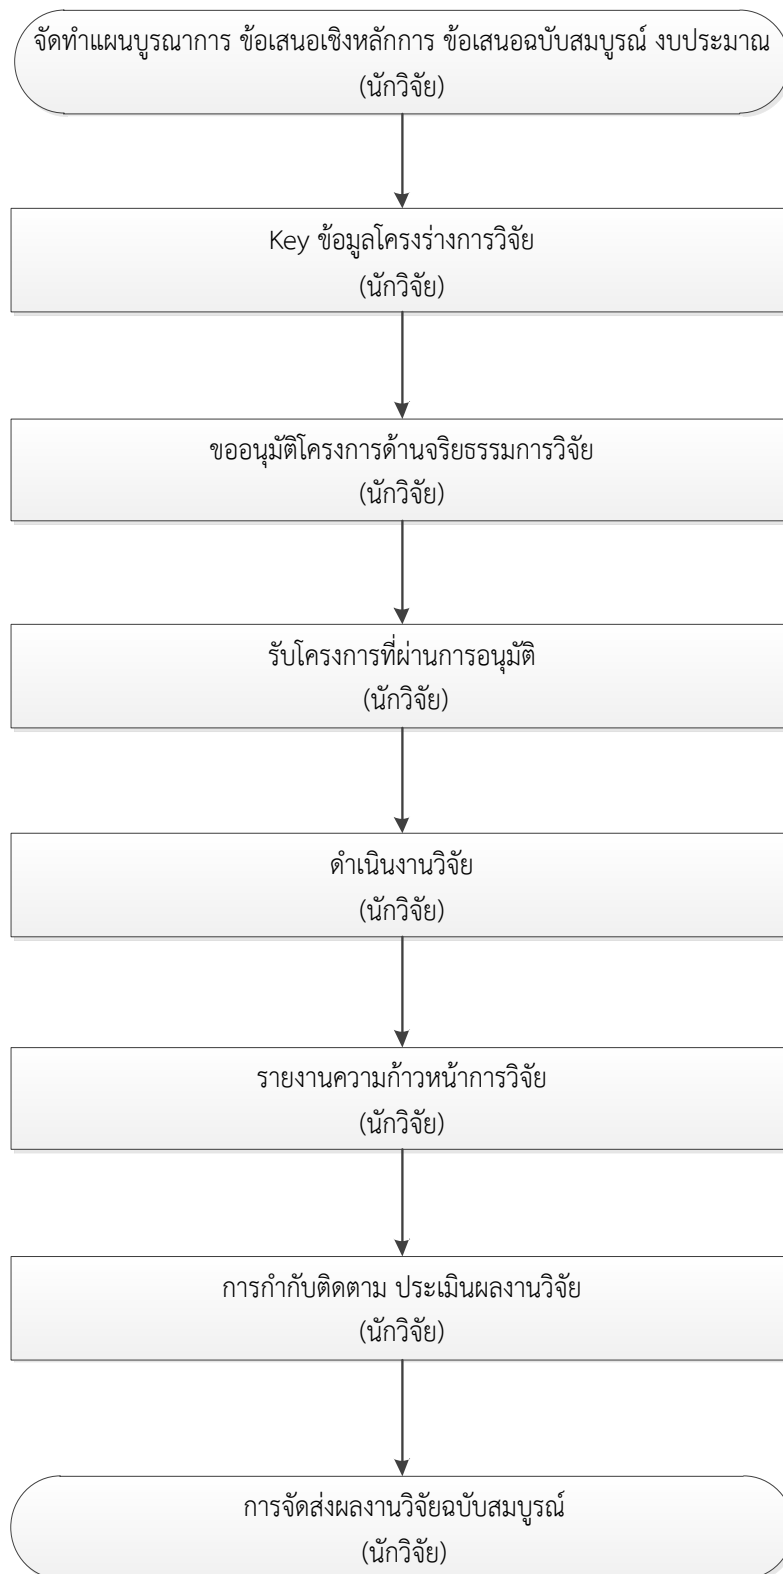 จัดทำแผนบูรณาการ ข้อเสนอเชิงหลักการ ข้อเสนอฉบับสมบูรณ์ งบประมาณ
(นักวิจัย)
Key ข้อมูลโครงร่างการวิจัย
(นักวิจัย)
ขออนุมัติโครงการด้านจริยธรรมการวิจัย
(นักวิจัย)
รับโครงการที่ผ่านการอนุมัติ
(นักวิจัย)
ดำเนินงานวิจัย
(นักวิจัย)
รายงานความก้าวหน้าการวิจัย
(นักวิจัย)
การกำกับติดตาม ประเมินผลงานวิจัย
(นักวิจัย)
การจัดส่งผลงานวิจัยฉบับสมบูรณ์
(นักวิจัย)